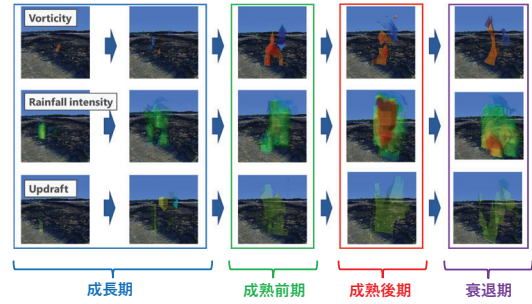 Vorticity
Rainfall intensity
Updraft
成長期
成熟前期
成熟後期
衰退期